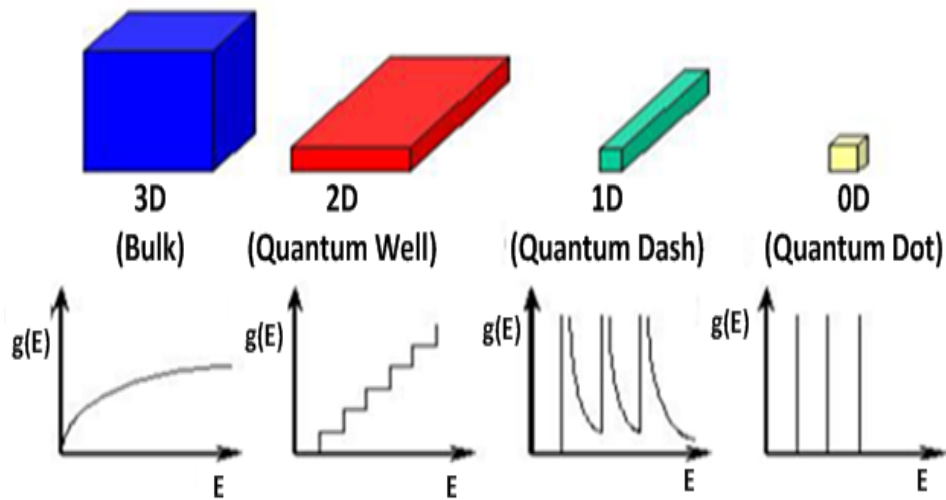 3D
(Bulk)
2D
(Quantum Well)
1D
(Quantum Dash)
0D
(Quantum Dot)
g(E)
E
g(E)
E
g(E)
E
g(E)
E